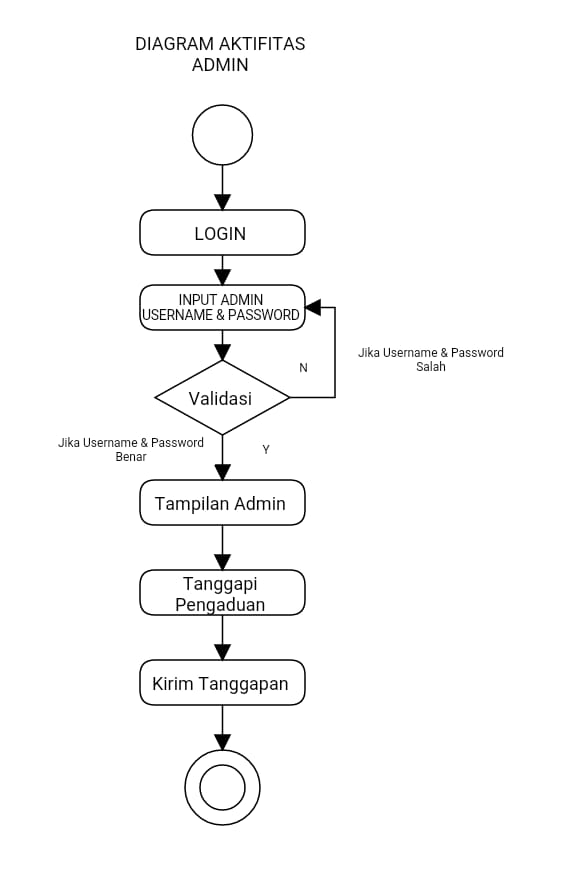 DIAGRAM AKTIFITAS
ADMIN
LOGIN
INPUT ADMIN
USERNAME & PASSWORD
Jika Username & Password
Salah
N
Validasi
Jika Username & Password
Benar
Y
Tampilan Admin
Tanggapi
Pengaduan
Kirim Tanggapan